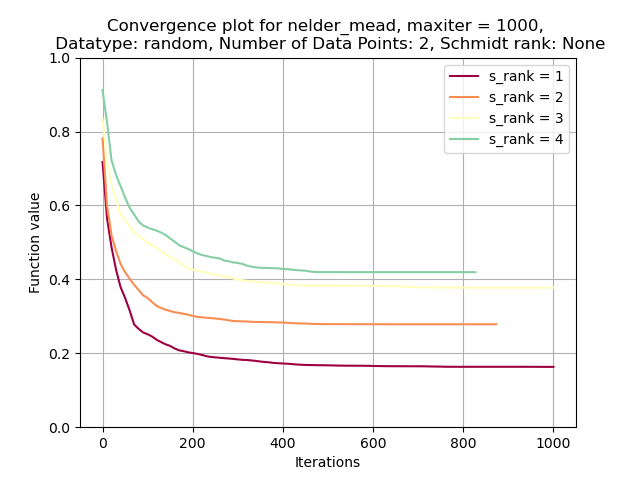 Convergence plot for nelder_mead, maxiter = 1000,
Datatype: random, Number of Data Points: 2, Schmidt rank: None
s_rank = 1
s_rank = 2
s_rank = 3
s_rank = 4
Function value
1.0
0.8
0.6
0.4
0.2
0.0
0 200 400 600 800 1000
Iterations